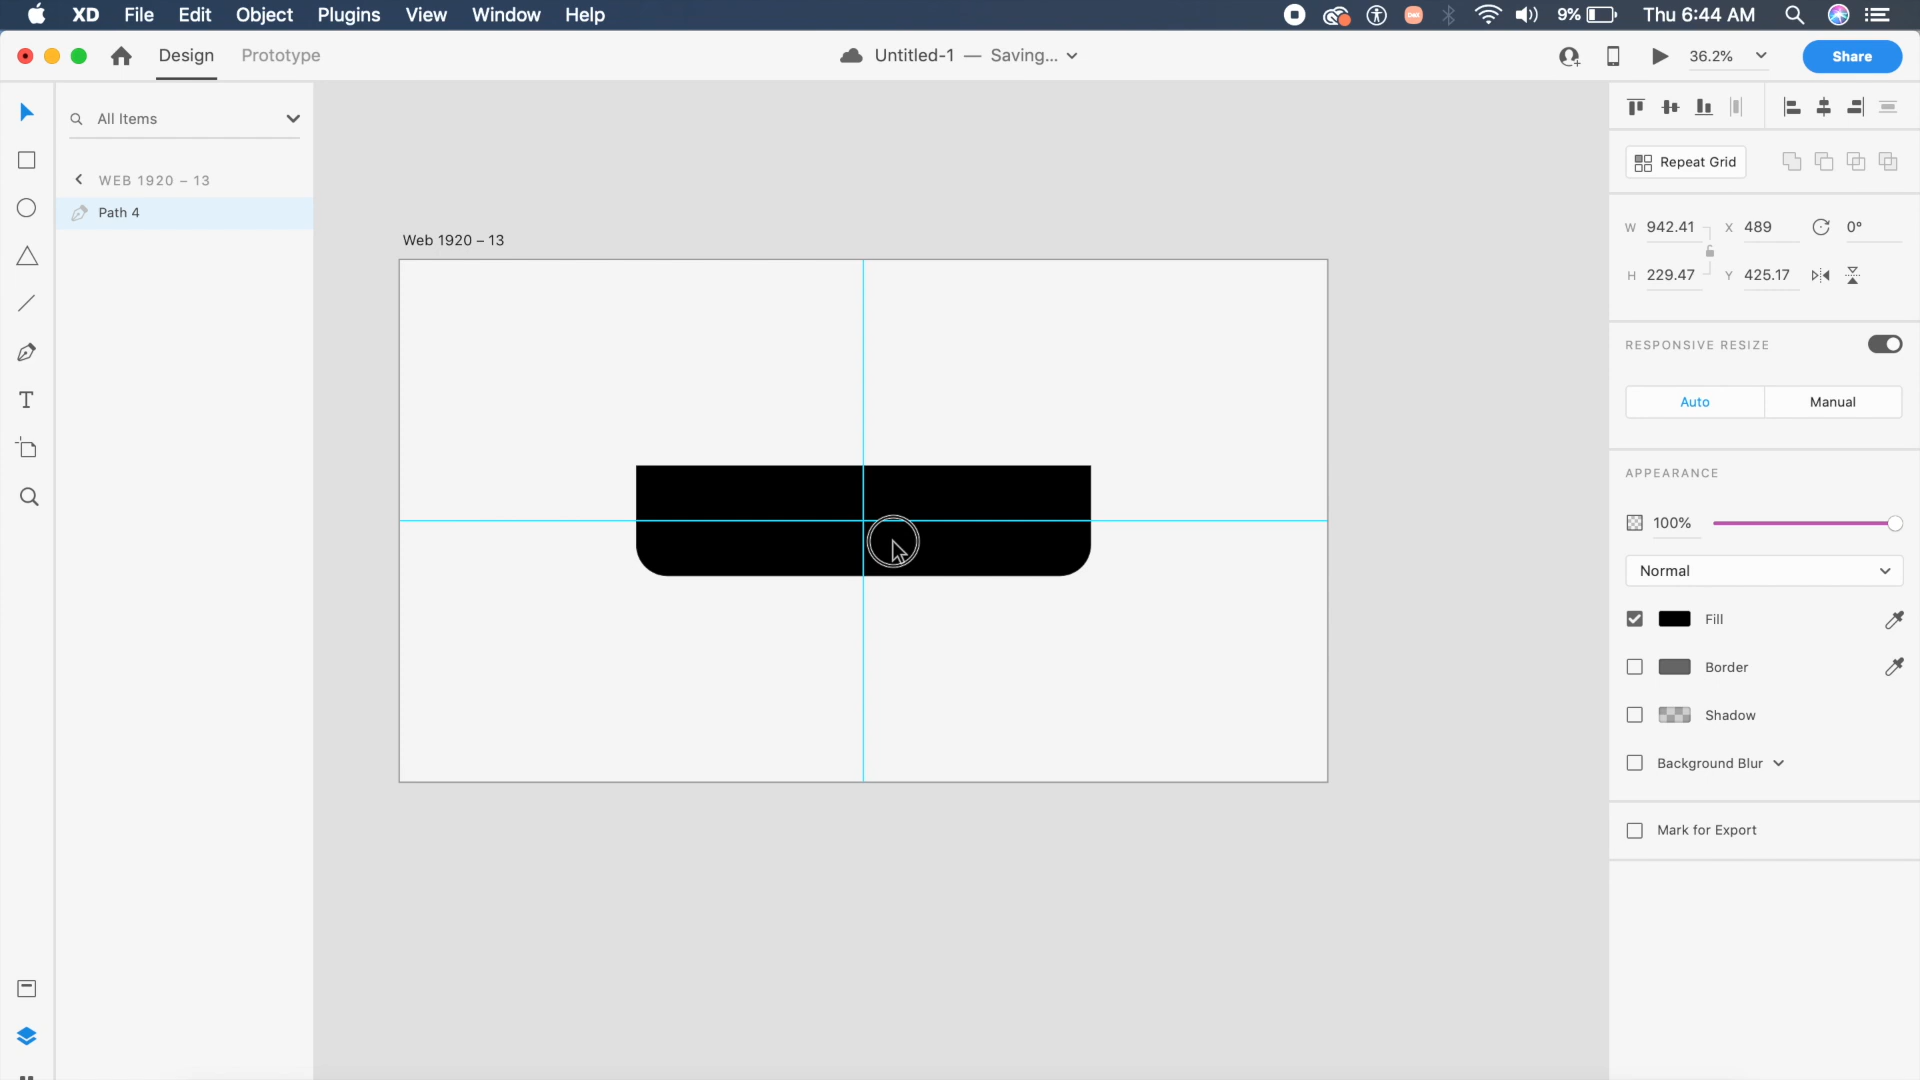 XD File Edit Object Plugins View Window Help 9% Thu 6:44 AM
Design Prototype Untitled-1 — Saving... 36.2% Share
All Items
WEB 1920 – 13
Path 4
Web 1920 – 13
Repeat Grid
W 942.41 X 489 0°
H 229.47 Y 425.17
RESPONSIVE RESIZE
Auto Manual
APPEARANCE
100%
Normal
Fill
Border
Shadow
Background Blur
Mark for Export